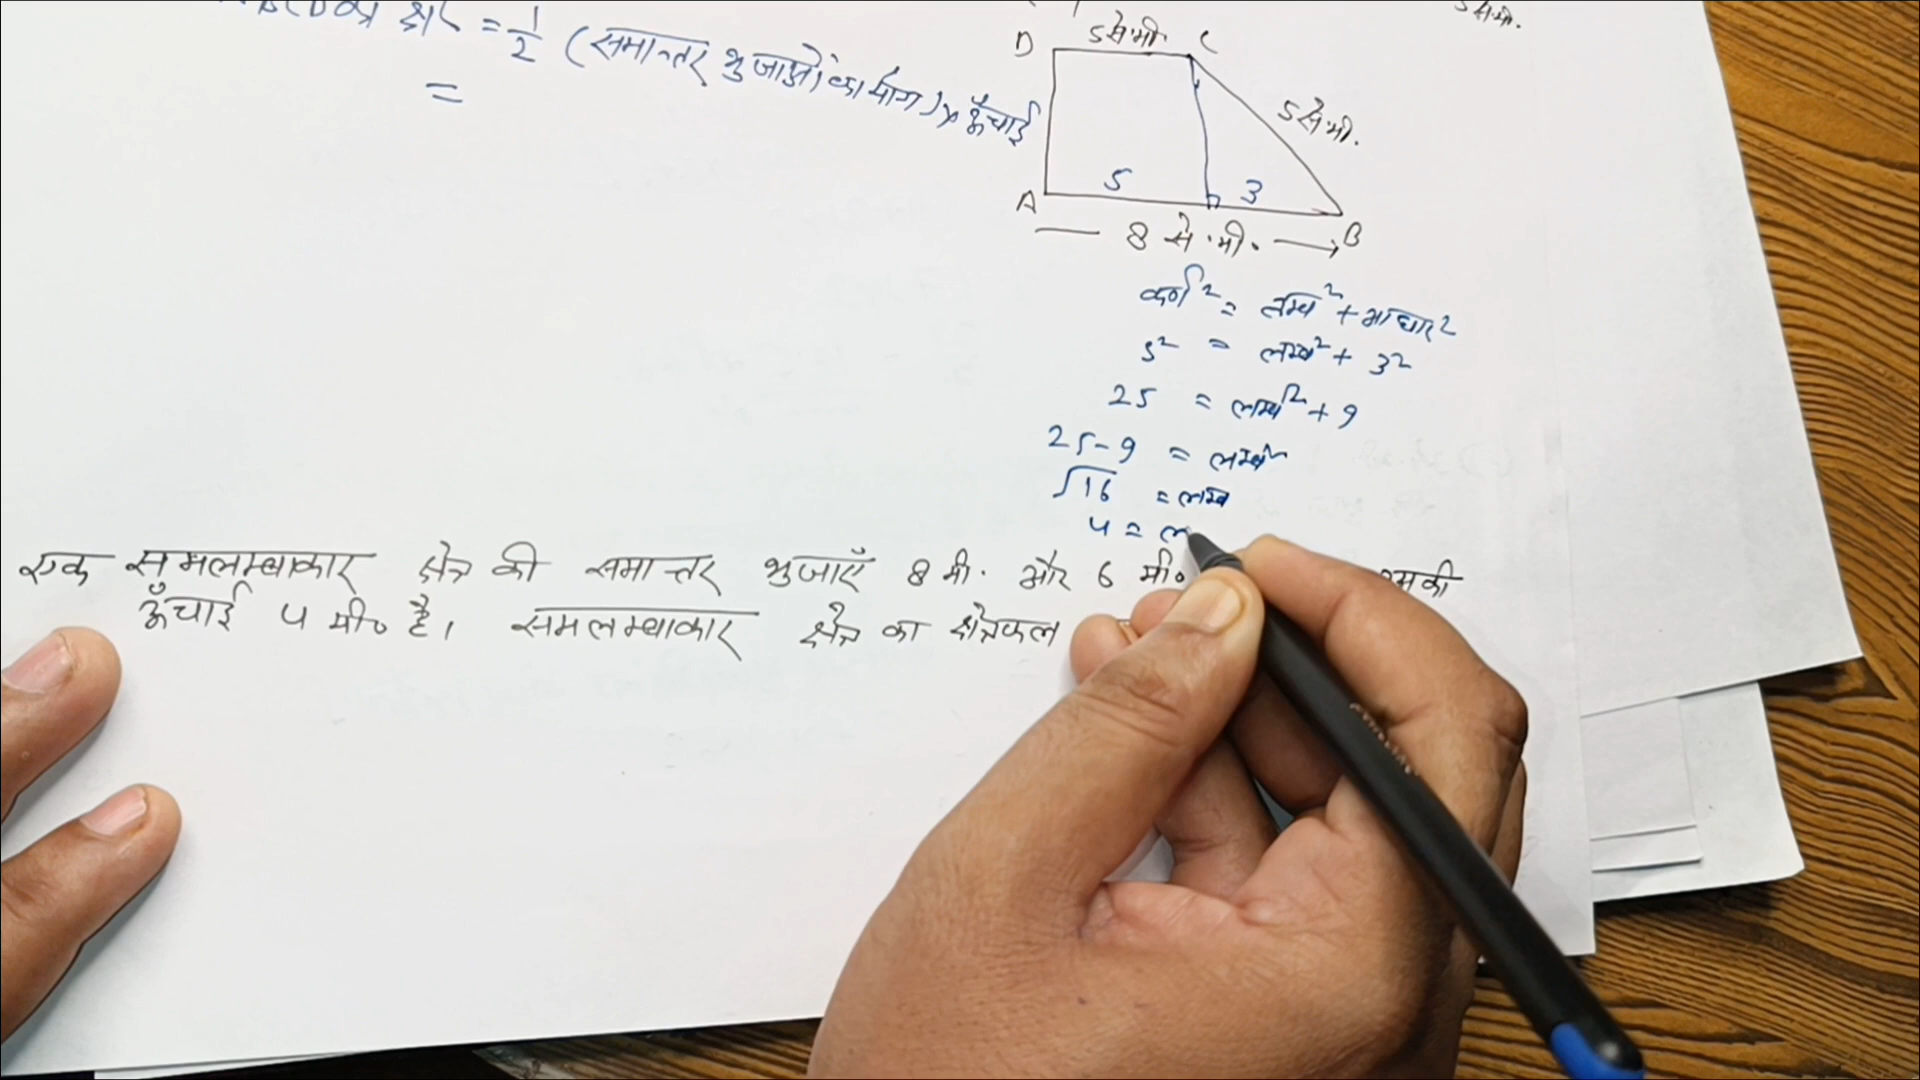 = 1/2 (समान्तर भुजाओं का योग) × ऊँचाई
=
5 से.मी.
D 5 से.मी. C
5 से.मी.
5 3
A B
8 से.मी.
कर्ण² = लम्ब² + आधार²
5² = लम्ब² + 3²
25 = लम्ब² + 9
25-9 = लम्ब²
√16 = लम्ब
4 = ल
एक समलम्बाकार क्षेत्र की समान्तर भुजाएँ 8 मी. और 6 मी.
ऊँचाई 4 मी० है। समलम्बाकार क्षेत्र का क्षेत्रफल